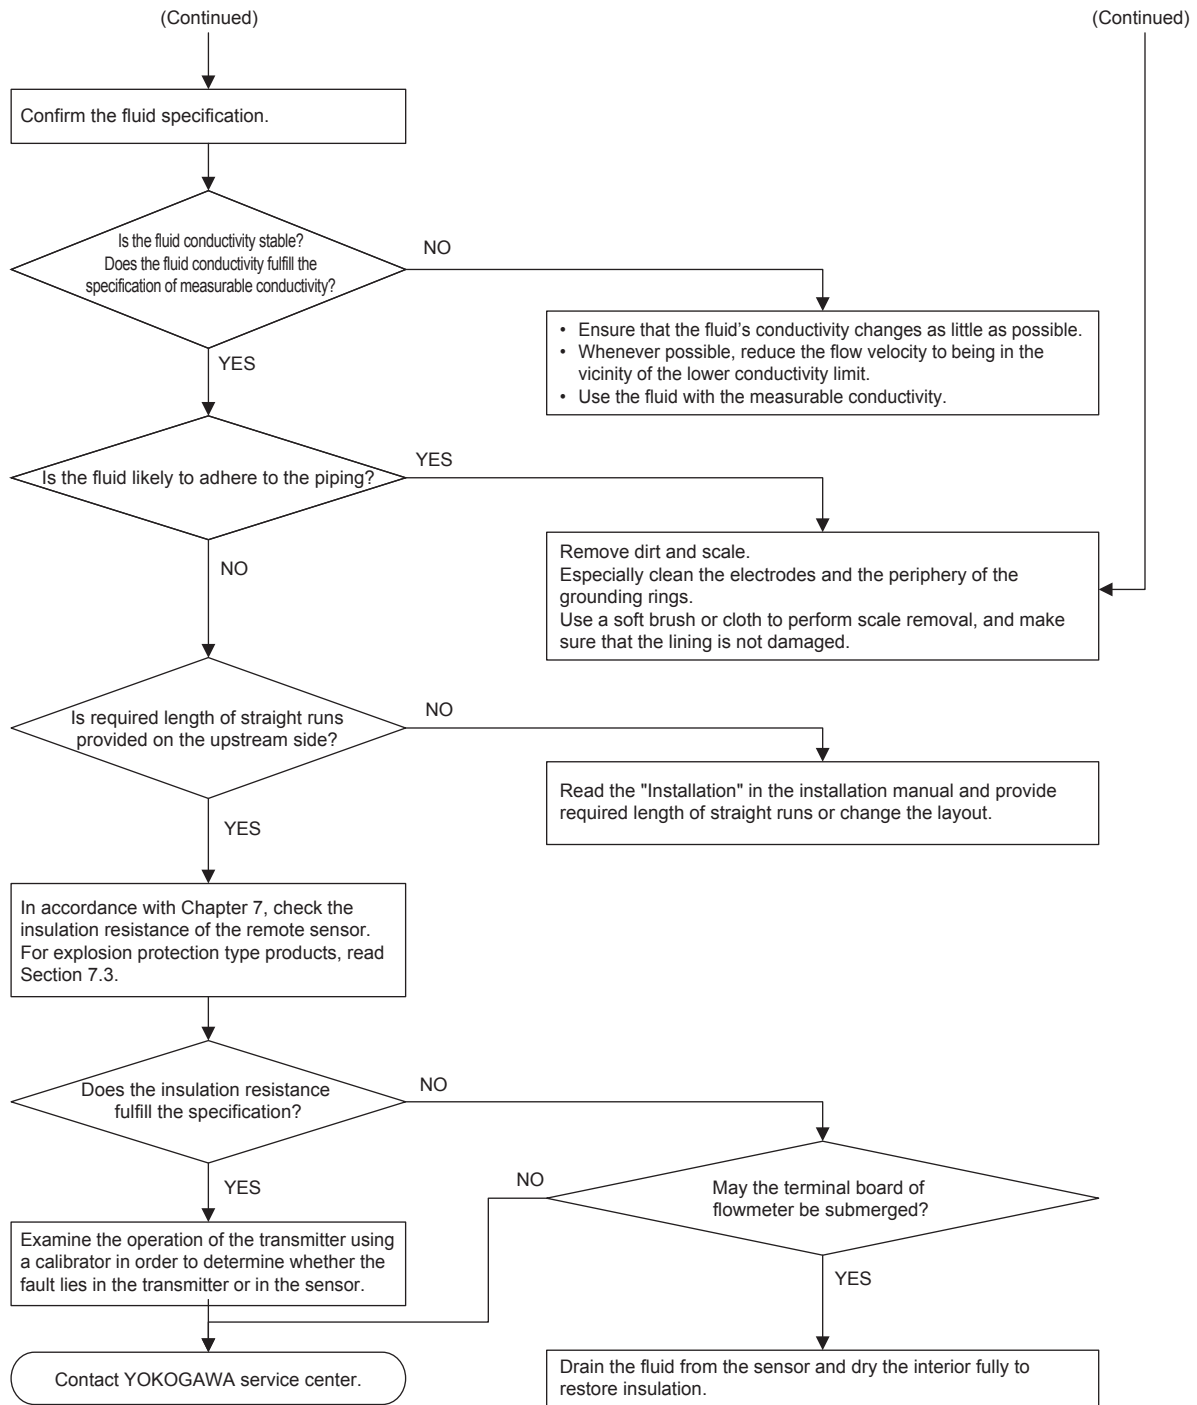 (Continued)
(Continued)
Confirm the fluid specification.
Is the fluid conductivity stable?
Does the fluid conductivity fulfill the
specification of measurable conductivity?
NO
• Ensure that the fluid's conductivity changes as little as possible.
• Whenever possible, reduce the flow velocity to being in the
vicinity of the lower conductivity limit.
• Use the fluid with the measurable conductivity.
YES
Is the fluid likely to adhere to the piping?
YES
Remove dirt and scale.
Especially clean the electrodes and the periphery of the
grounding rings.
Use a soft brush or cloth to perform scale removal, and make
sure that the lining is not damaged.
NO
Is required length of straight runs
provided on the upstream side?
NO
Read the "Installation" in the installation manual and provide
required length of straight runs or change the layout.
YES
In accordance with Chapter 7, check the
insulation resistance of the remote sensor.
For explosion protection type products, read
Section 7.3.
Does the insulation resistance
fulfill the specification?
NO
May the terminal board of
flowmeter be submerged?
NO
YES
YES
Examine the operation of the transmitter using
a calibrator in order to determine whether the
fault lies in the transmitter or in the sensor.
Contact YOKOGAWA service center.
Drain the fluid from the sensor and dry the interior fully to
restore insulation.